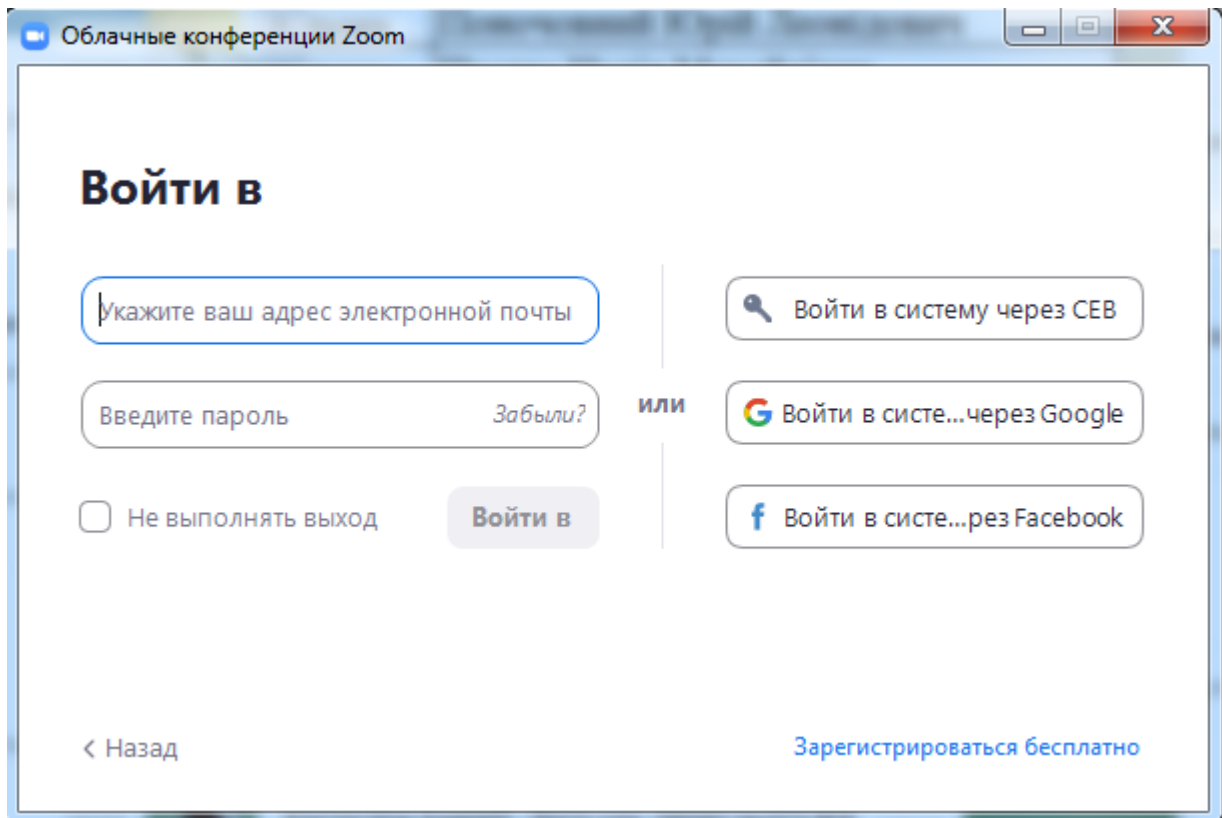 Облачные конференции Zoom
Войти в
Укажите ваш адрес электронной почты
Введите пароль
Забыли?
Не выполнять выход
Войти в
или
Войти в систему через СЕВ
Войти в систе...через Google
Войти в систе...рез Facebook
Назад
Зарегистрироваться бесплатно